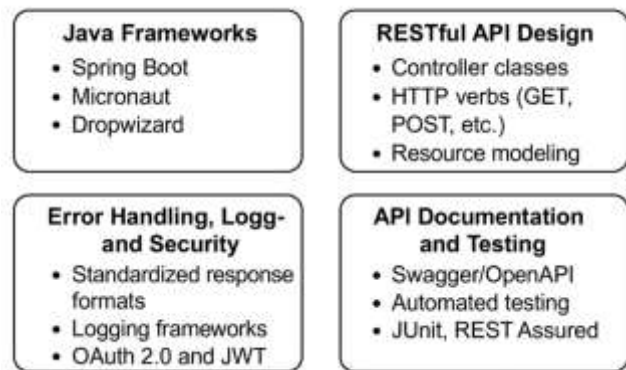 Java Frameworks
• Spring Boot
• Micronaut
• Dropwizard
RESTful API Design
• Controller classes
• HTTP verbs (GET,
POST, etc.)
• Resource modeling
Error Handling, Logg-
and Security
• Standardized response
formats
• Logging frameworks
• OAuth 2.0 and JWT
API Documentation
and Testing
• Swagger/OpenAPI
• Automated testing
• JUnit, REST Assured